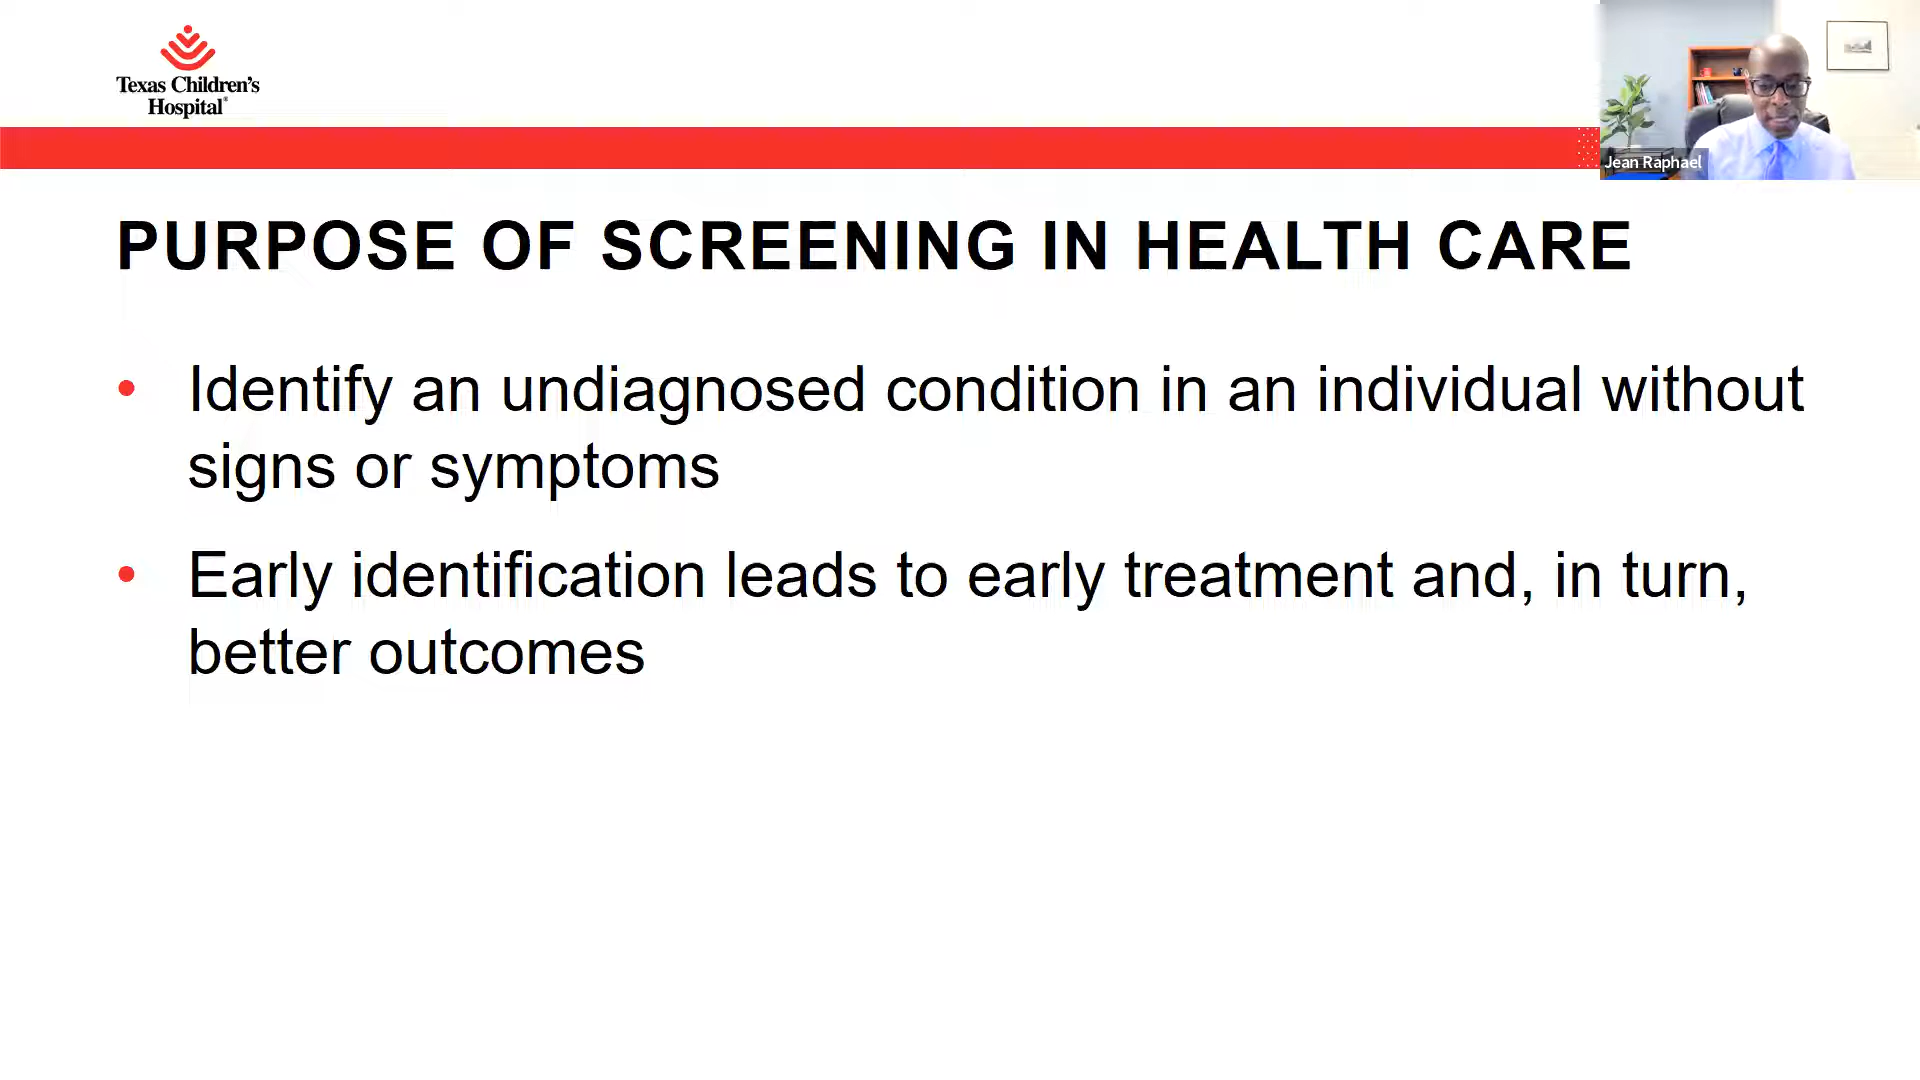 Texas Children's
Hospital®
Jean Raphael
PURPOSE OF SCREENING IN HEALTH CARE
• Identify an undiagnosed condition in an individual without
signs or symptoms
• Early identification leads to early treatment and, in turn,
better outcomes